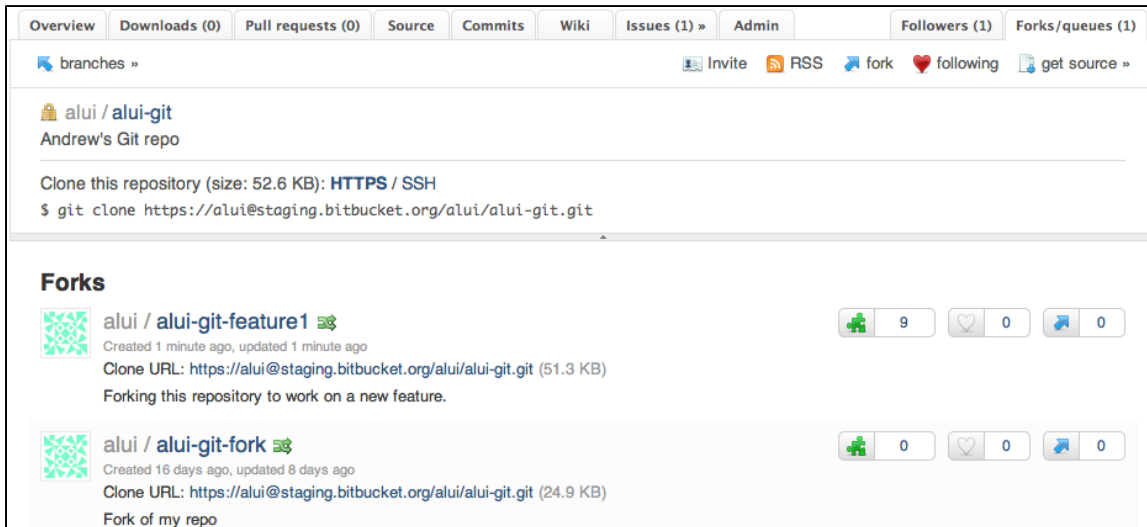 Overview Downloads (0) Pull requests (0) Source Commits Wiki Issues (1) » Admin Followers (1) Forks/queues (1)
branches » Invite RSS fork following get source »
alui / alui-git
Andrew's Git repo
Clone this repository (size: 52.6 KB): HTTPS / SSH
$ git clone https://alui@staging.bitbucket.org/alui/alui-git.git
Forks
alui / alui-git-feature1 9 0 0
Created 1 minute ago, updated 1 minute ago
Clone URL: https://alui@staging.bitbucket.org/alui/alui-git.git (51.3 KB)
Forking this repository to work on a new feature.
alui / alui-git-fork 0 0 0
Created 16 days ago, updated 8 days ago
Clone URL: https://alui@staging.bitbucket.org/alui/alui-git.git (24.9 KB)
Fork of my repo